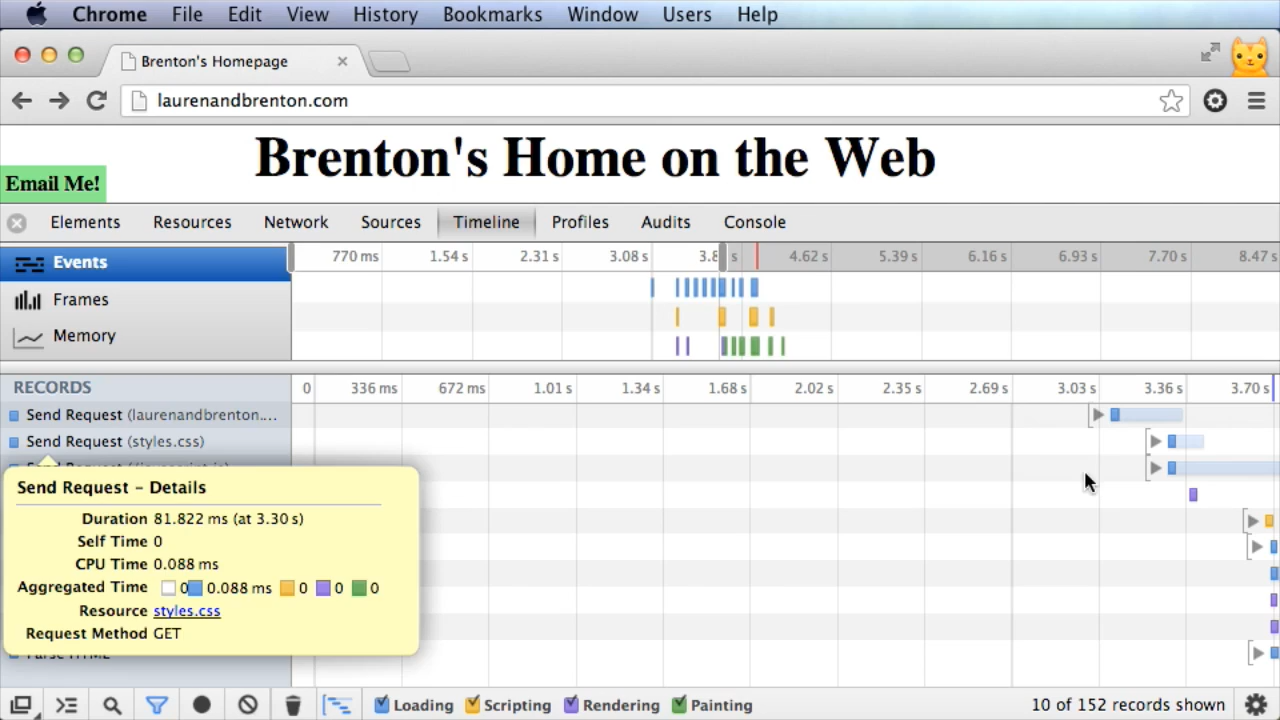 Chrome File Edit View History Bookmarks Window Users Help
Brenton's Homepage
laurenandbrenton.com
Brenton's Home on the Web
Email Me!
Elements Resources Network Sources Timeline Profiles Audits Console
Events 770 ms 1.54 s 2.31 s 3.08 s 3.8 s 4.62 s 5.39 s 6.16 s 6.93 s 7.70 s 8.47 s
Frames
Memory
RECORDS 0 336 ms 672 ms 1.01 s 1.34 s 1.68 s 2.02 s 2.35 s 2.69 s 3.03 s 3.36 s 3.70 s
Send Request (laurenandbrenton....
Send Request (styles.css)
Send Request – Details
Duration 81.822 ms (at 3.30 s)
Self Time 0
CPU Time 0.088 ms
Aggregated Time 0 0.088 ms 0 0 0
Resource styles.css
Request Method GET
Parse HTML
Loading Scripting Rendering Painting 10 of 152 records shown